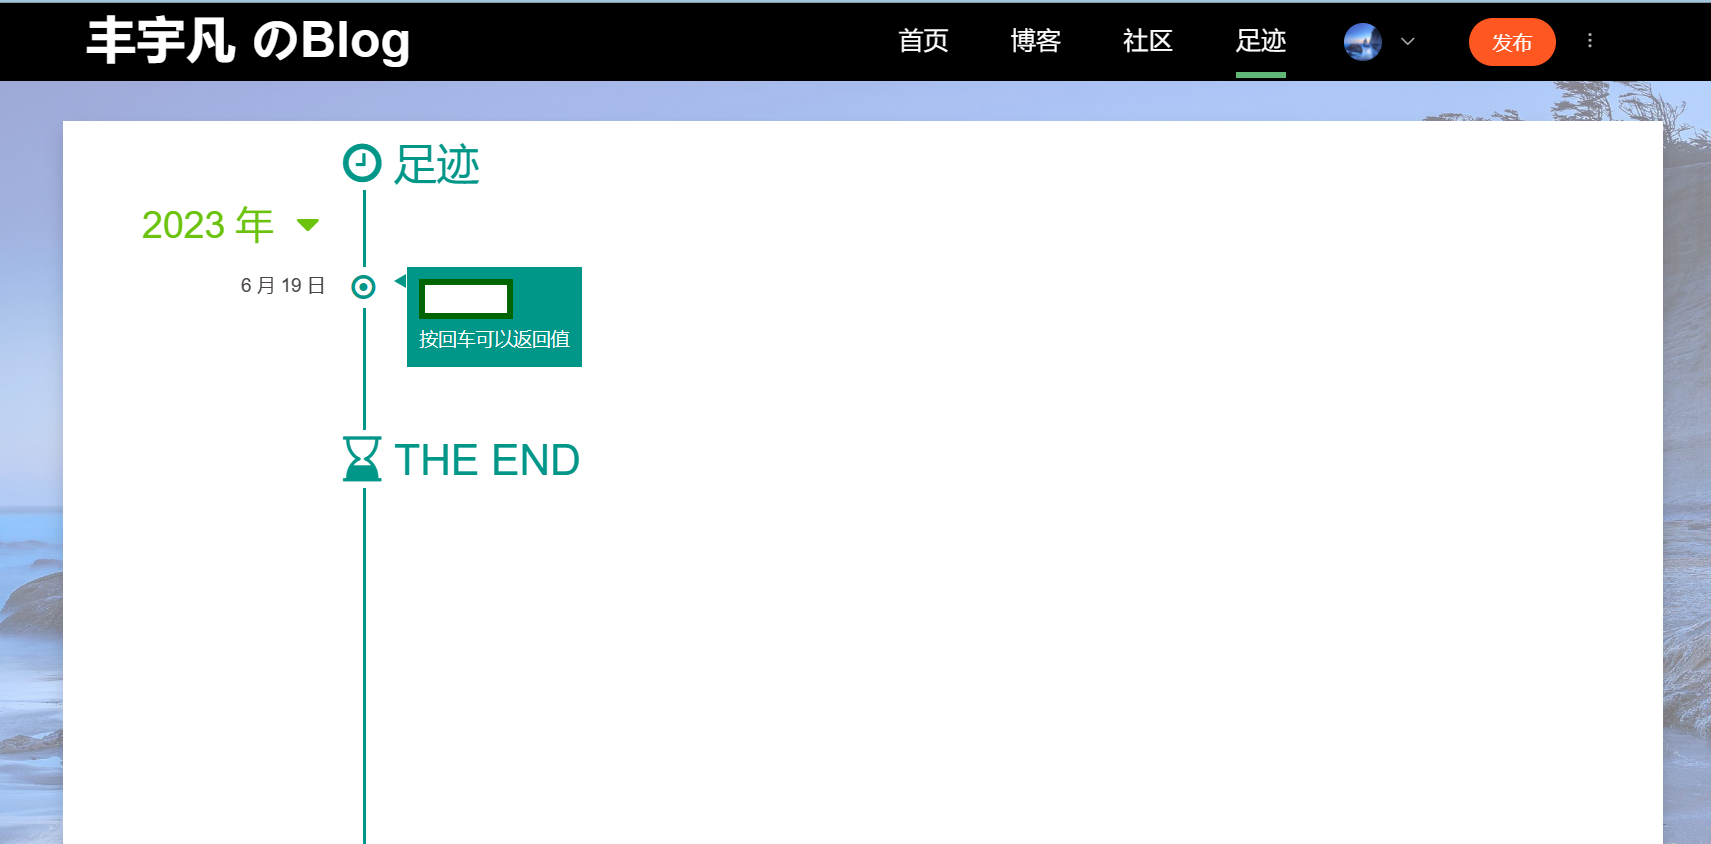 丰宇凡 のBlog
首页 博客 社区 足迹 发布
足迹
2023 年
6 月 19 日
按回车可以返回值
THE END